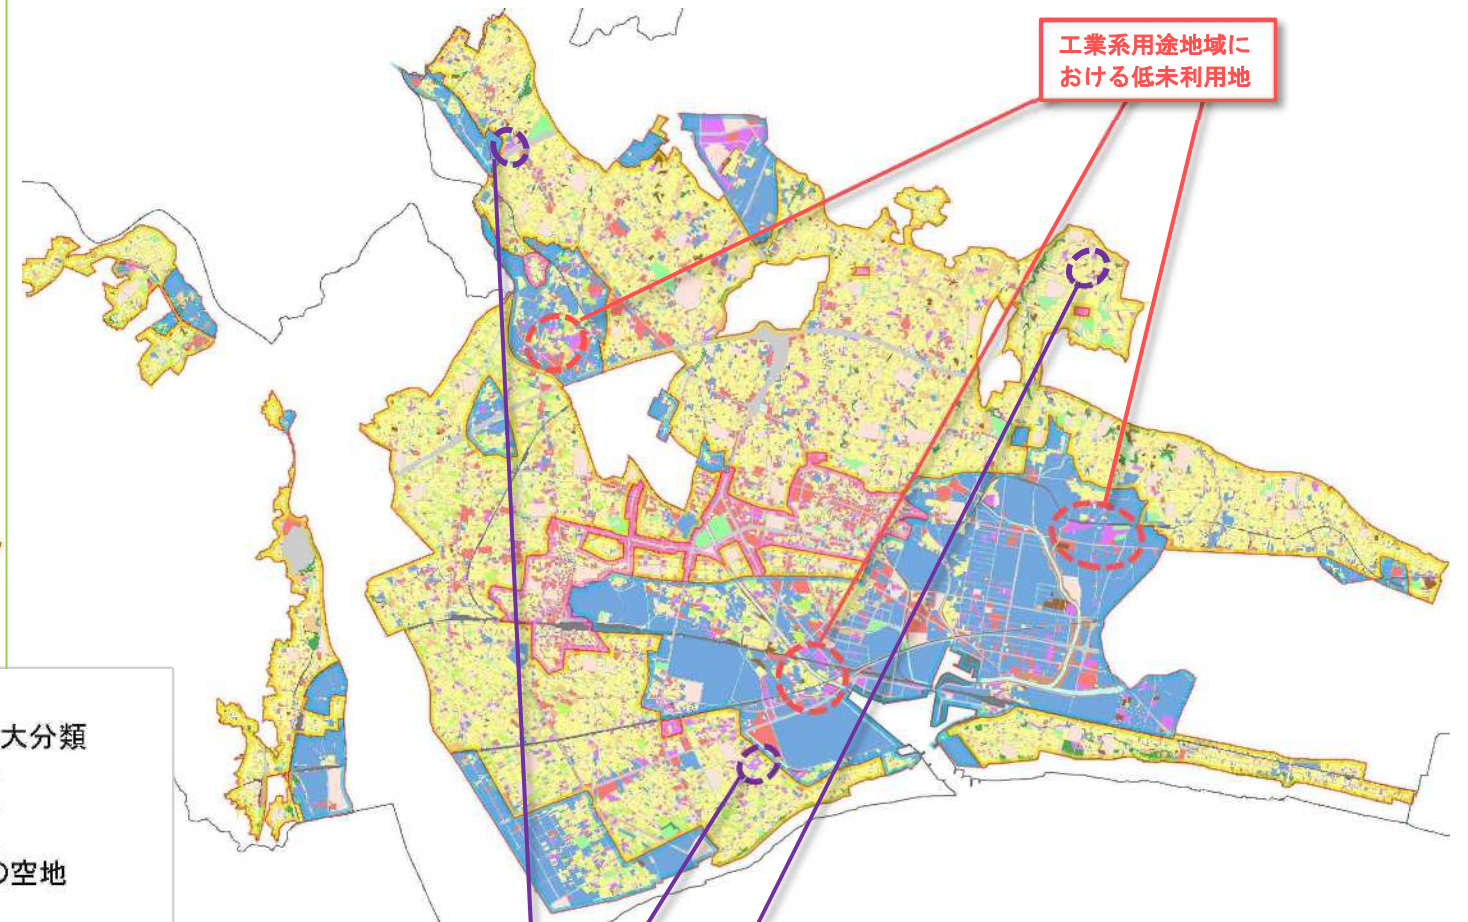 工業系用途地域に
おける低未利用地
大分類
の空地